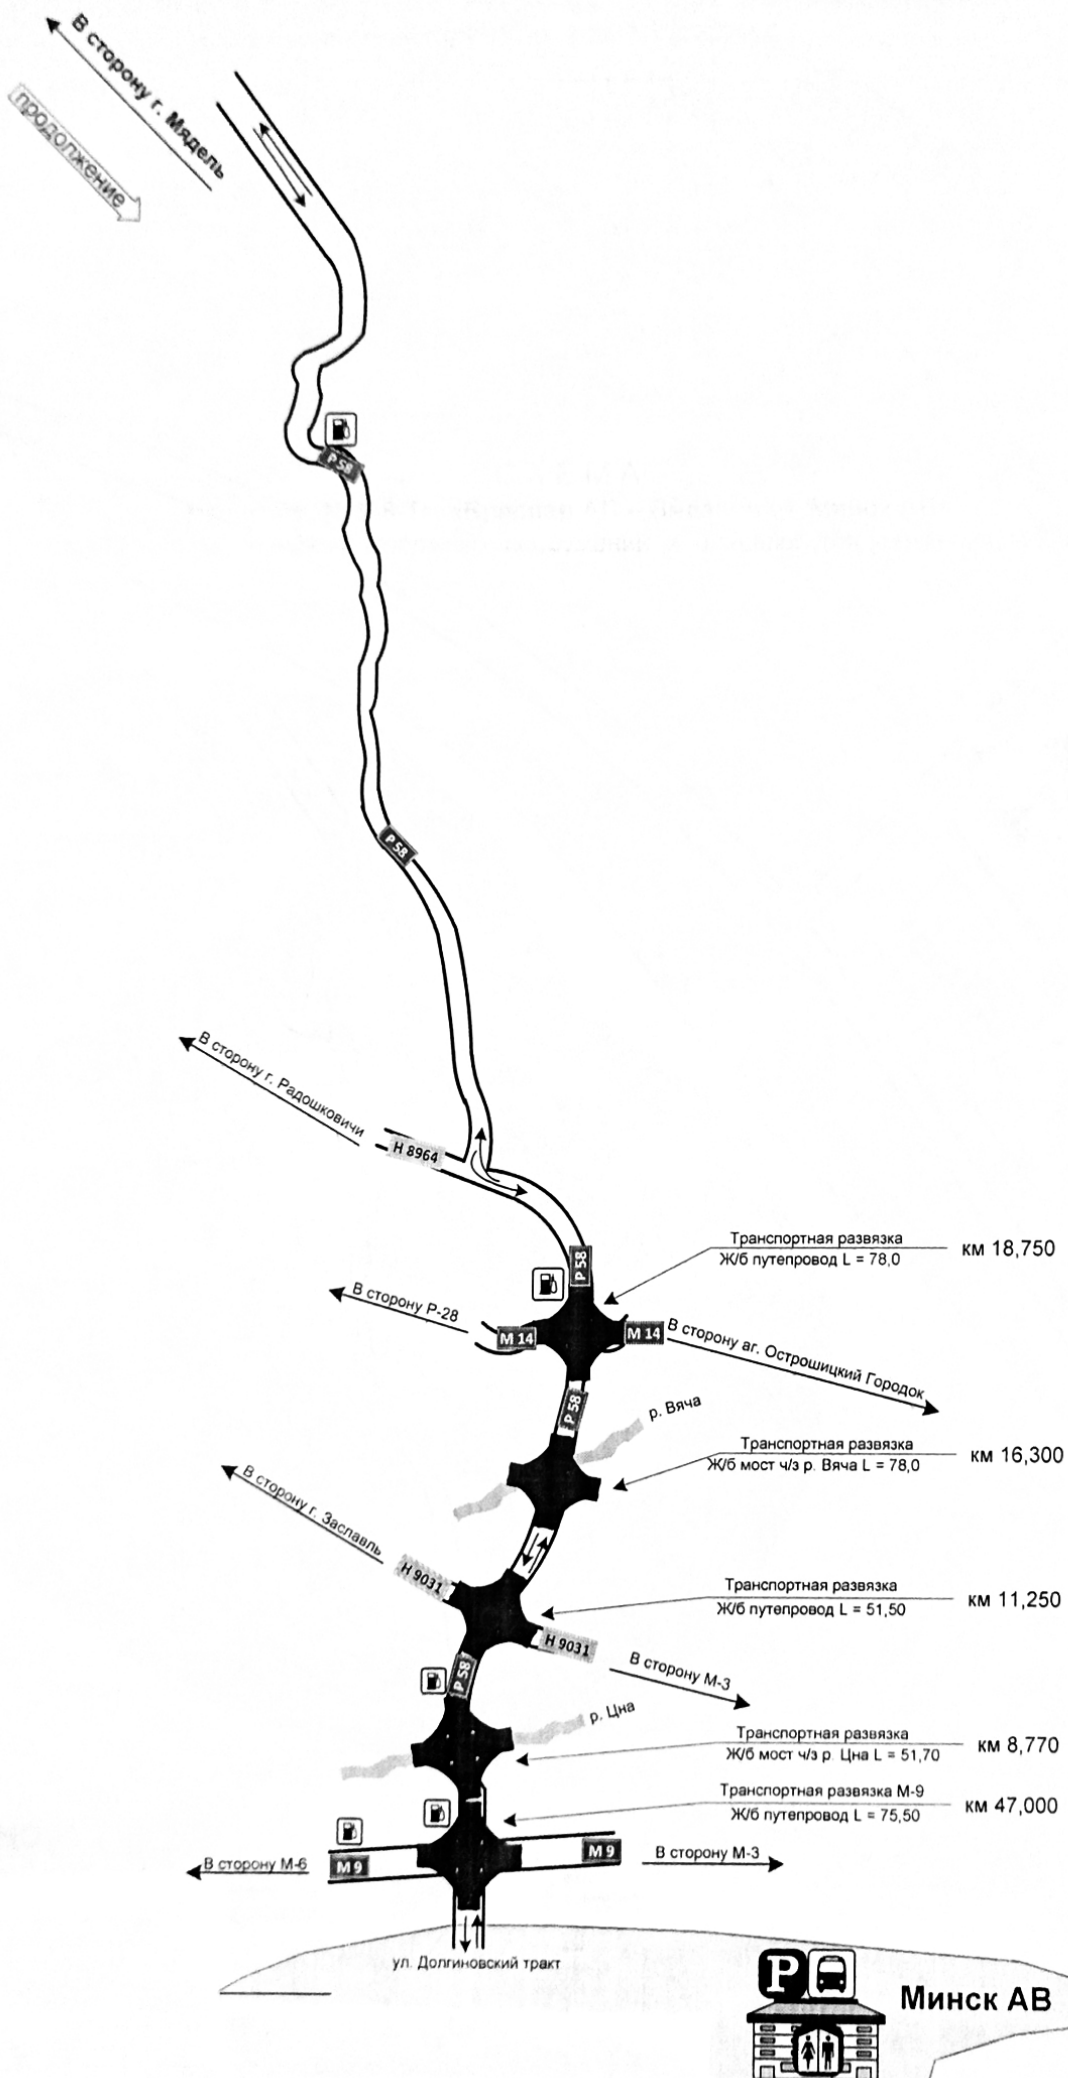 В сторону г. Мядель
продолжение
P 58
P 58
В сторону г. Радошковичи
Н 8964
Транспортная развязка
Ж/б путепровод L = 78,0
км 18,750
P 58
В сторону Р-28
М 14
М 14
В сторону аг. Острошицкий Городок
P 58
р. Вяча
Транспортная развязка
Ж/б мост ч/з р. Вяча L = 78,0
км 16,300
В сторону г. Заславль
Н 9031
Транспортная развязка
Ж/б путепровод L = 51,50
км 11,250
Н 9031
В сторону М-3
P 58
р. Цна
Транспортная развязка
Ж/б мост ч/з р. Цна L = 51,70
км 8,770
Транспортная развязка М-9
Ж/б путепровод L = 75,50
км 47,000
В сторону М-6
М 9
М 9
В сторону М-3
ул. Долгиновский тракт
P
Минск АВ